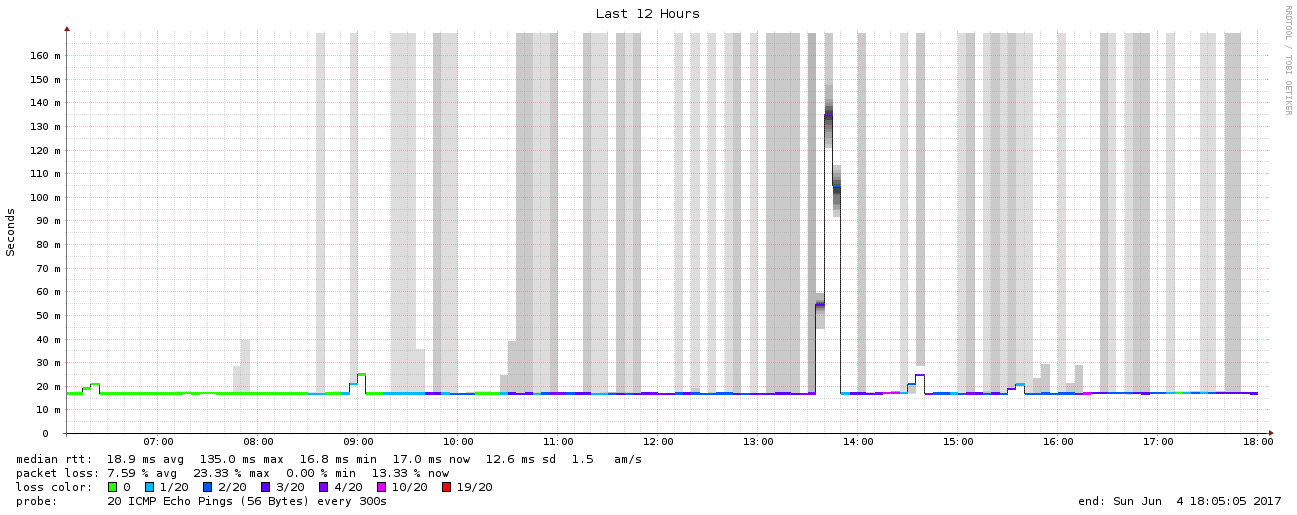 Last 12 Hours
RRDTOOL / TOBI OETIKER
Seconds
160 m
150 m
140 m
130 m
120 m
110 m
100 m
90 m
80 m
70 m
60 m
50 m
40 m
30 m
20 m
10 m
0
07:00 08:00 09:00 10:00 11:00 12:00 13:00 14:00 15:00 16:00 17:00 18:00
median rtt: 18.9 ms avg 135.0 ms max 16.8 ms min 17.0 ms now 12.6 ms sd 1.5 am/s
packet loss: 7.59 % avg 23.33 % max 0.00 % min 13.33 % now
loss color: 0 1/20 2/20 3/20 4/20 10/20 19/20
probe: 20 ICMP Echo Pings (56 Bytes) every 300s end: Sun Jun 4 18:05:05 2017